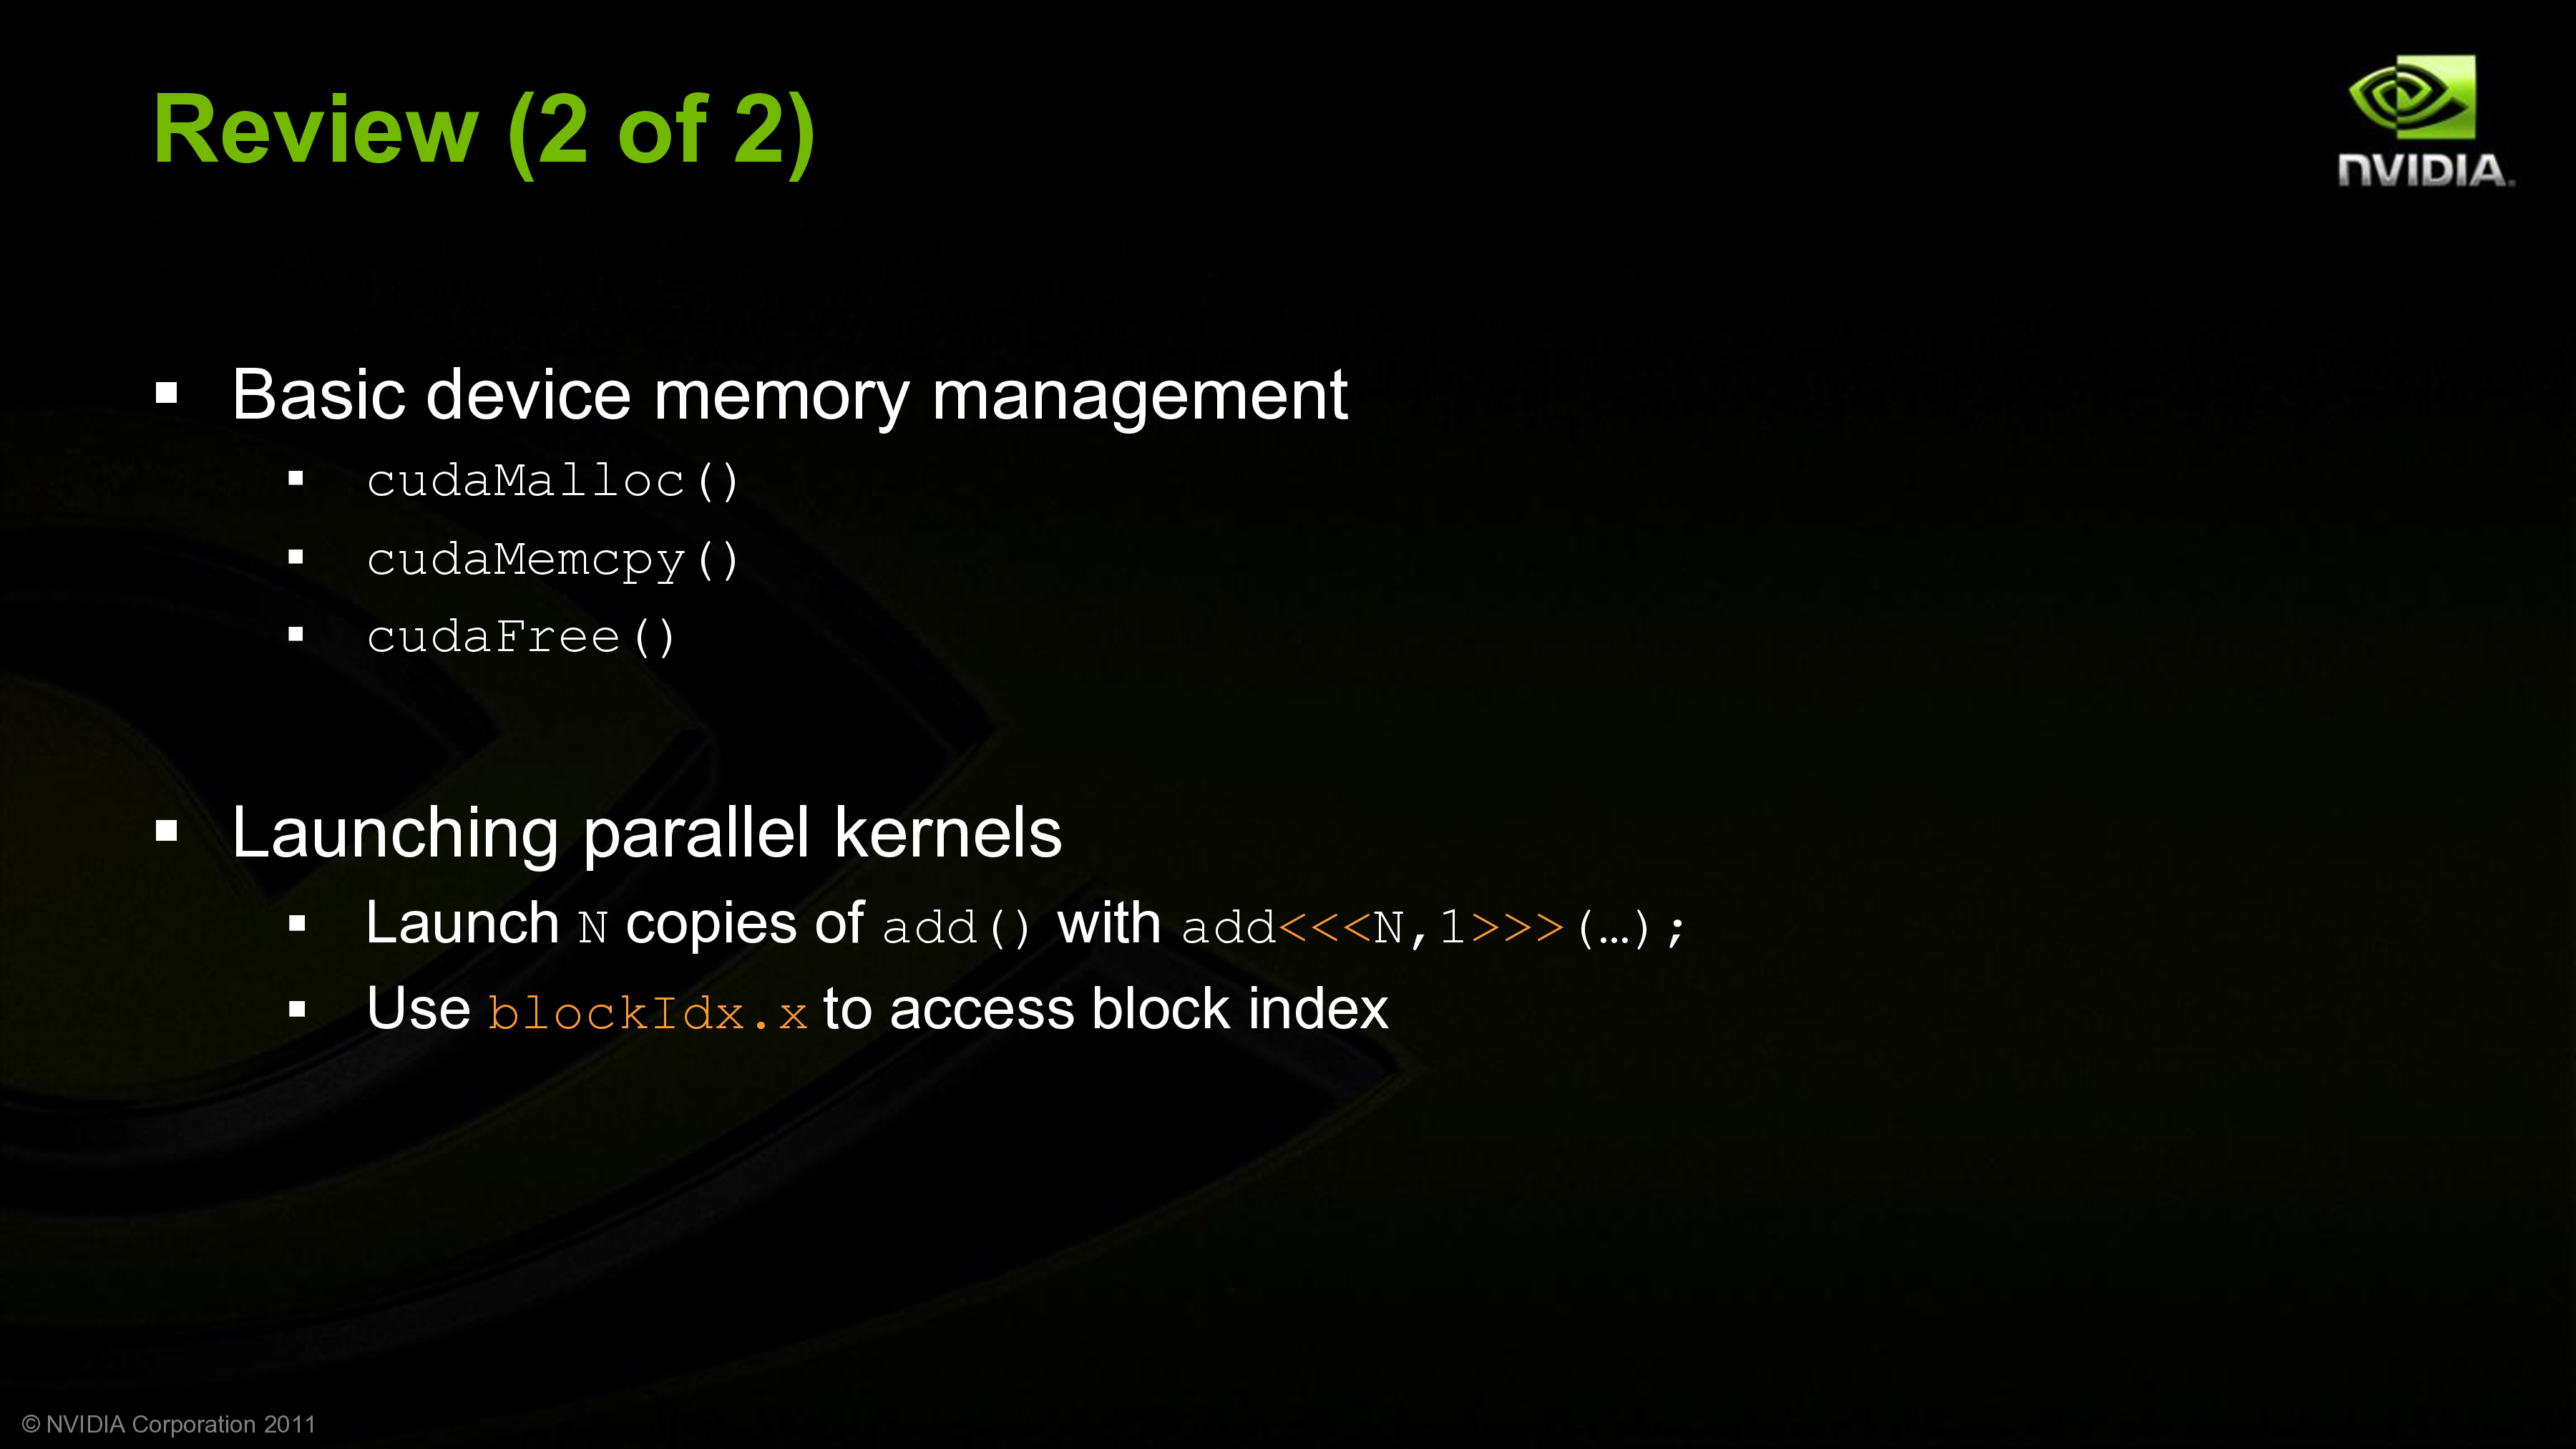 Review (2 of 2)
NVIDIA.
▪ Basic device memory management
▪ cudaMalloc()
▪ cudaMemcpy()
▪ cudaFree()
▪ Launching parallel kernels
▪ Launch N copies of add() with add<<<N,1>>>(…);
▪ Use blockIdx.x to access block index
© NVIDIA Corporation 2011